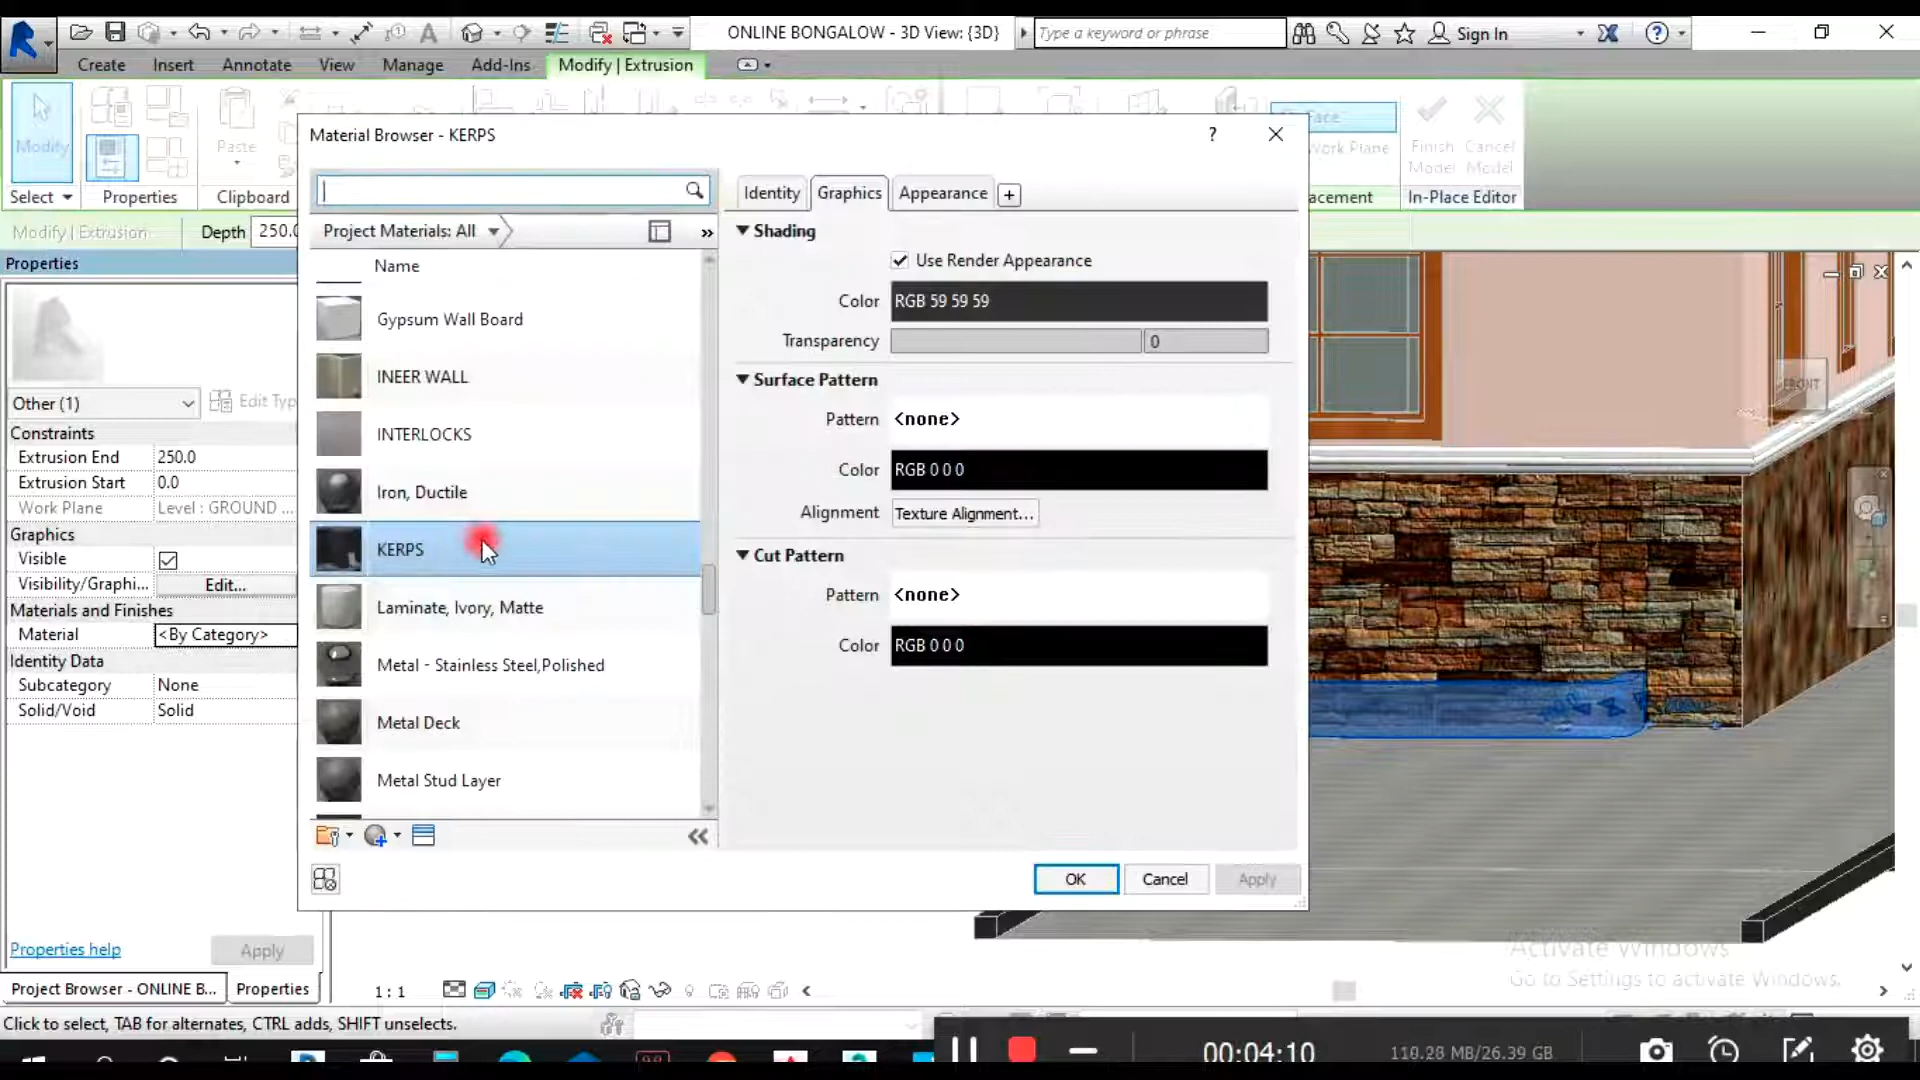 ONLINE BONGALOW - 3D View: {3D}
Type a keyword or phrase
Sign In
Create Insert Annotate View Manage Add-Ins Modify | Extrusion
Modify
Paste
Face
Work Plane
Finish Model
Cancel Model
Select Properties Clipboard
In-Place Editor
Modify | Extrusion
Depth
Properties
Other (1)
Edit Typ
Constraints
Extrusion End 250.0
Extrusion Start 0.0
Work Plane Level : GROUND ...
Graphics
Visible
Visibility/Graphi... Edit...
Materials and Finishes
Material <By Category>
Identity Data
Subcategory None
Solid/Void Solid
Properties help
Apply
Project Browser - ONLINE B... Properties
Material Browser - KERPS
?
Project Materials: All
Name
Gypsum Wall Board
INEER WALL
INTERLOCKS
Iron, Ductile
KERPS
Laminate, Ivory, Matte
Metal - Stainless Steel,Polished
Metal Deck
Metal Stud Layer
Identity Graphics Appearance
Shading
Use Render Appearance
Color RGB 59 59 59
Transparency 0
Surface Pattern
Pattern <none>
Color RGB 0 0 0
Alignment Texture Alignment...
Cut Pattern
Pattern <none>
Color RGB 0 0 0
OK Cancel Apply
FRONT
Activate Windows
Go to Settings to activate Windows.
1 : 1
Click to select, TAB for alternates, CTRL adds, SHIFT unselects.
00:04:10
110.28 MB/26.39 GB